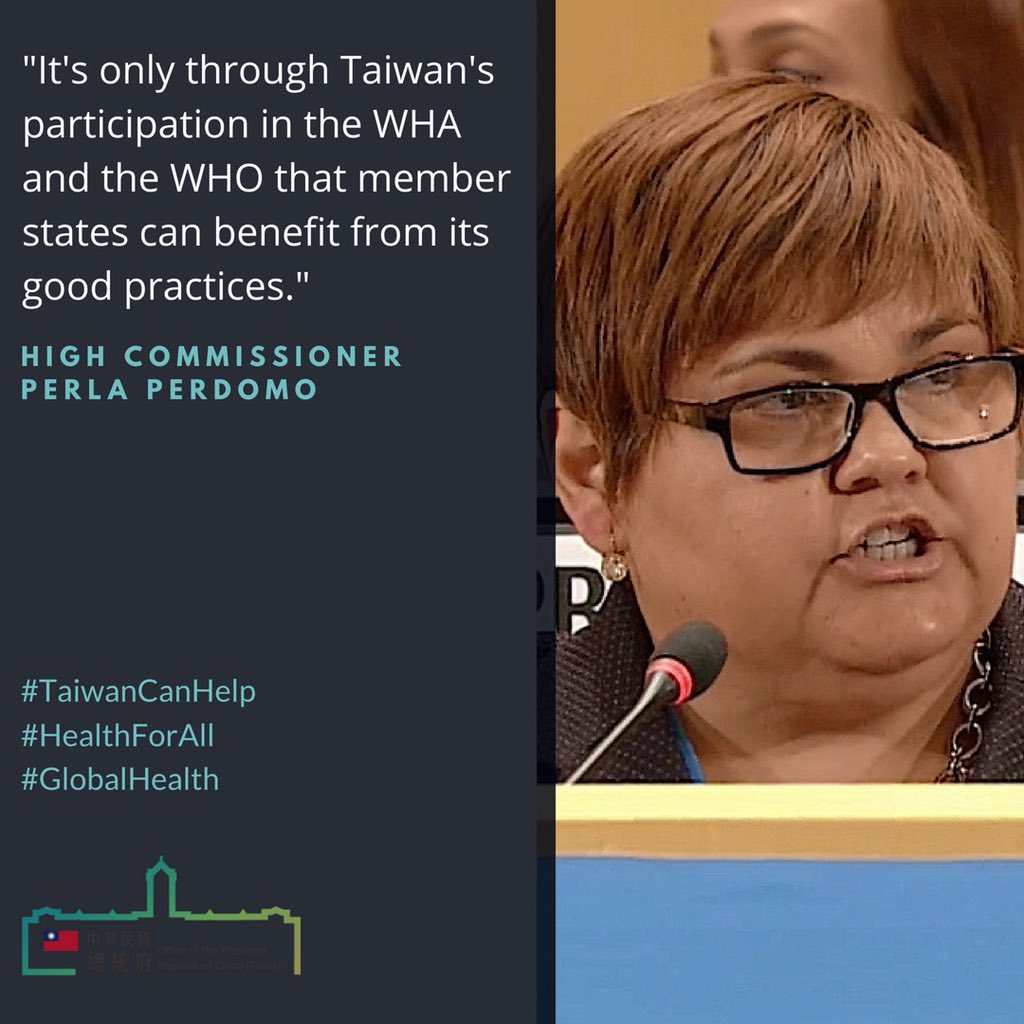 "It's only through Taiwan's
participation in the WHA
and the WHO that member
states can benefit from its
good practices."
HIGH COMMISSIONER
PERLA PERDOMO
#TaiwanCanHelp
#HealthForAll
#GlobalHealth
中華民國
總統府
Office of the President
Republic of China (Taiwan)
R